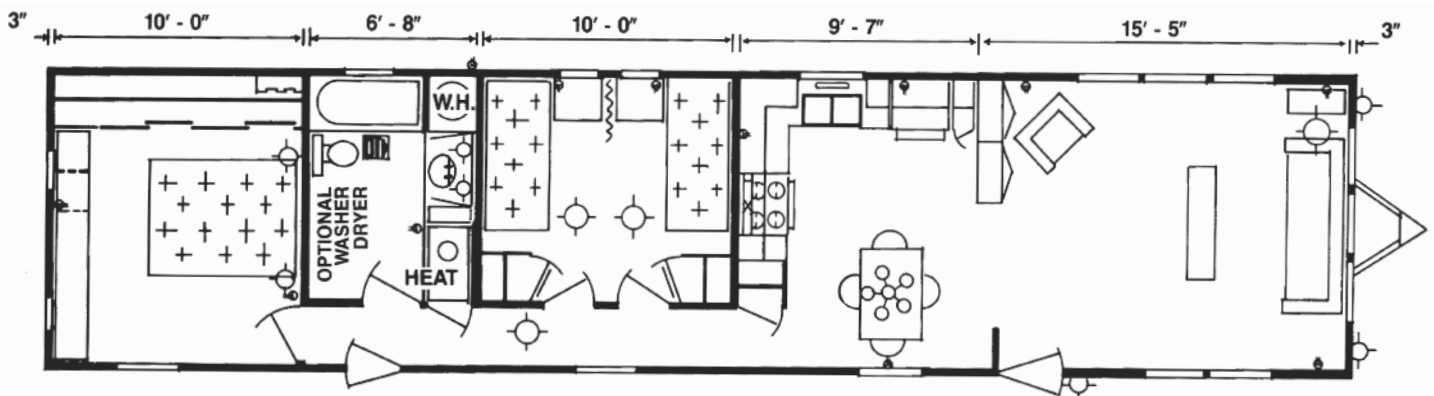 3″ 10′ - 0″ 6′ - 8″ 10′ - 0″ 9′ - 7″ 15′ - 5″ 3″
W.H.
OPTIONAL
WASHER
DRYER
HEAT